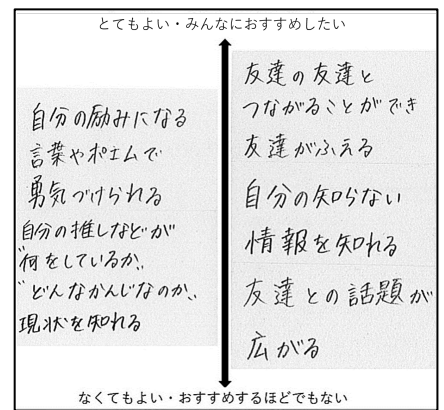 とてもよい・みんなにおすすめしたい
自分の励みになる
言葉やポエムで
勇気づけられる
自分の推しなどが
"何をしているか"
"どんなかんじなのか"
現状を知れる
友達の友達と
つながることができ
友達がふえる
自分の知らない
情報を知れる
友達との話題が
広がる
なくてもよい・おすすめするほどでもない